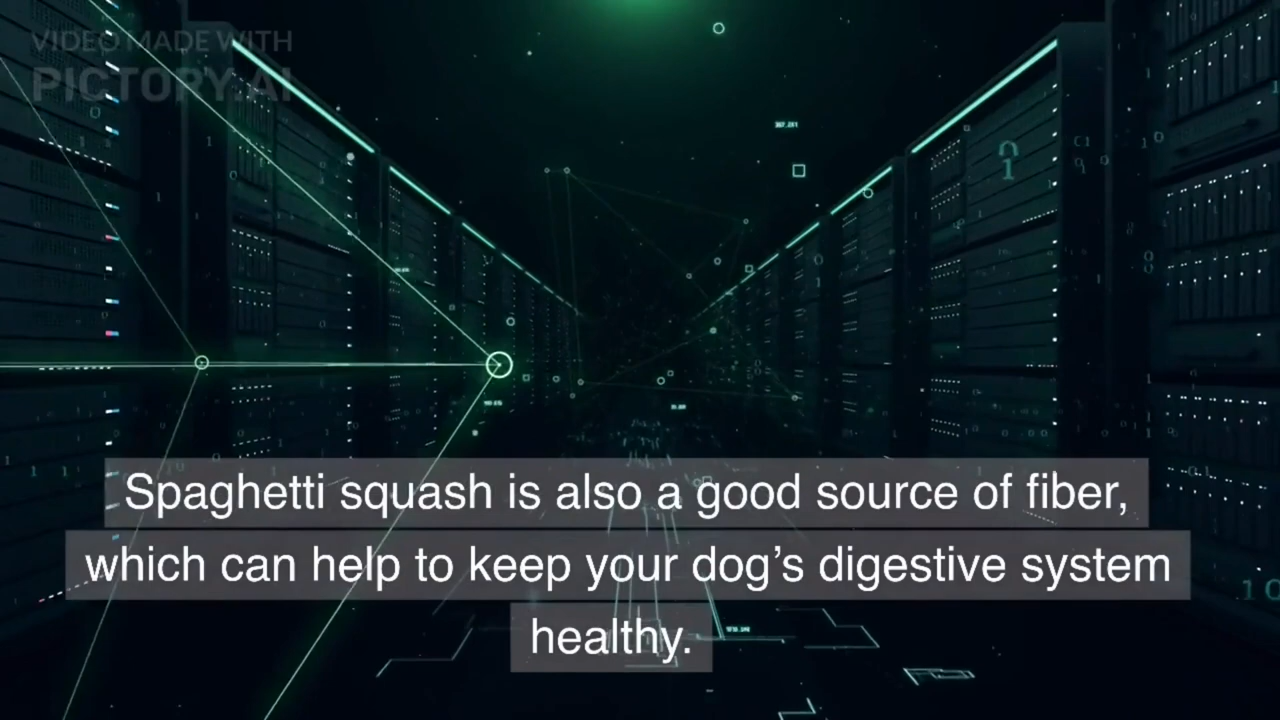 VIDEO MADE WITH
PICTORY.AI
Spaghetti squash is also a good source of fiber,
which can help to keep your dog’s digestive system
healthy.